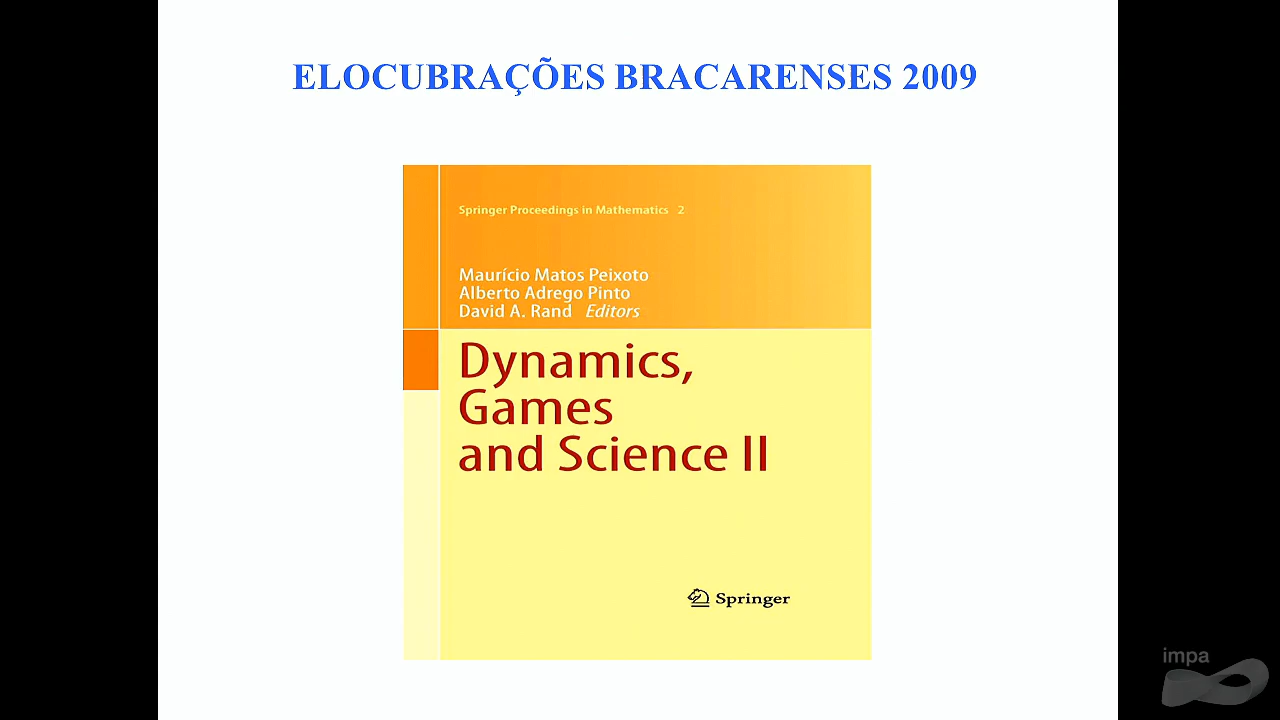 ELOCUBRAÇÕES BRACARENSES 2009
Springer Proceedings in Mathematics 2
Maurício Matos Peixoto
Alberto Adrego Pinto
David A. Rand Editors
Dynamics,
Games
and Science II
Springer
impa